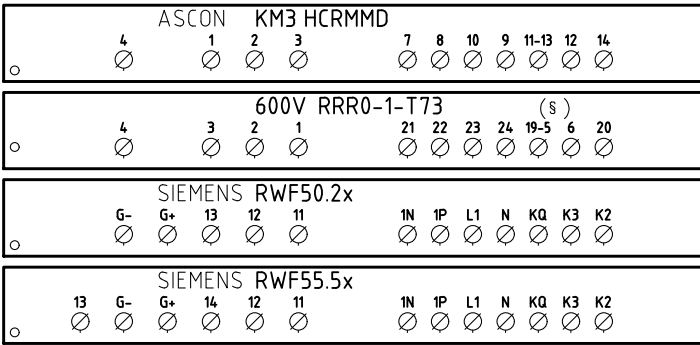 ASCON KM3 HCRMMD
4 1 2 3 7 8 10 9 11-13 12 14
600V RRR0-1-T73 (§)
4 3 2 1 21 22 23 24 19-5 6 20
SIEMENS RWF50.2x
G- G+ 13 12 11 1N 1P L1 N KQ K3 K2
SIEMENS RWF55.5x
13 G- G+ 14 12 11 1N 1P L1 N KQ K3 K2